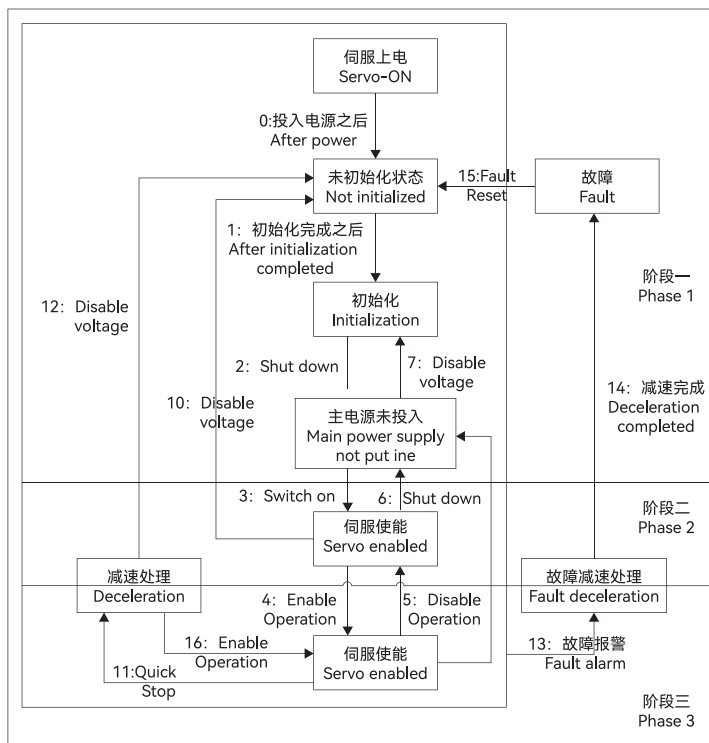 伺服上电
Servo-ON
0:投入电源之后
After power
未初始化状态
Not initialized
15:Fault
Reset
故障
Fault
1：初始化完成之后
After initialization
completed
阶段一
Phase 1
初始化
Initialization
12：Disable
voltage
2：Shut down
7：Disable
voltage
10：Disable
voltage
14：减速完成
Deceleration
completed
主电源未投入
Main power supply
not put ine
3：Switch on
6：Shut down
阶段二
Phase 2
伺服使能
Servo enabled
减速处理
Deceleration
故障减速处理
Fault deceleration
4：Enable
Operation
5：Disable
Operation
16：Enable
Operation
13：故障报警
Fault alarm
伺服使能
Servo enabled
11:Quick
Stop
阶段三
Phase 3